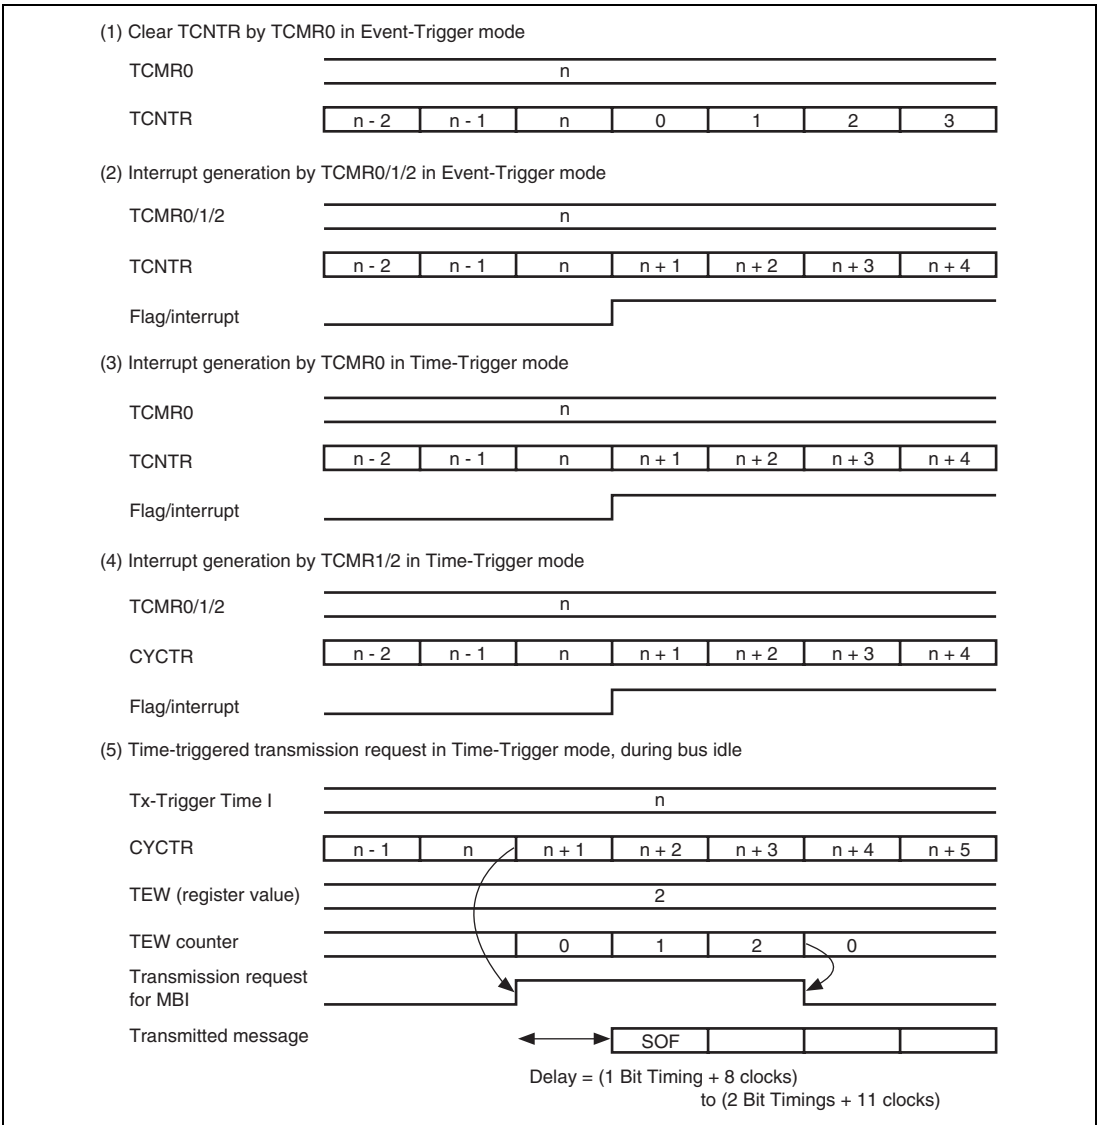 (1) Clear TCNTR by TCMR0 in Event-Trigger mode
TCMR0 n
TCNTR n - 2 n - 1 n 0 1 2 3
(2) Interrupt generation by TCMR0/1/2 in Event-Trigger mode
TCMR0/1/2 n
TCNTR n - 2 n - 1 n n + 1 n + 2 n + 3 n + 4
Flag/interrupt
(3) Interrupt generation by TCMR0 in Time-Trigger mode
TCMR0 n
TCNTR n - 2 n - 1 n n + 1 n + 2 n + 3 n + 4
Flag/interrupt
(4) Interrupt generation by TCMR1/2 in Time-Trigger mode
TCMR0/1/2 n
CYCTR n - 2 n - 1 n n + 1 n + 2 n + 3 n + 4
Flag/interrupt
(5) Time-triggered transmission request in Time-Trigger mode, during bus idle
Tx-Trigger Time I n
CYCTR n - 1 n n + 1 n + 2 n + 3 n + 4 n + 5
TEW (register value) 2
TEW counter 0 1 2 0
Transmission request
for MBI
Transmitted message SOF
Delay = (1 Bit Timing + 8 clocks)
to (2 Bit Timings + 11 clocks)